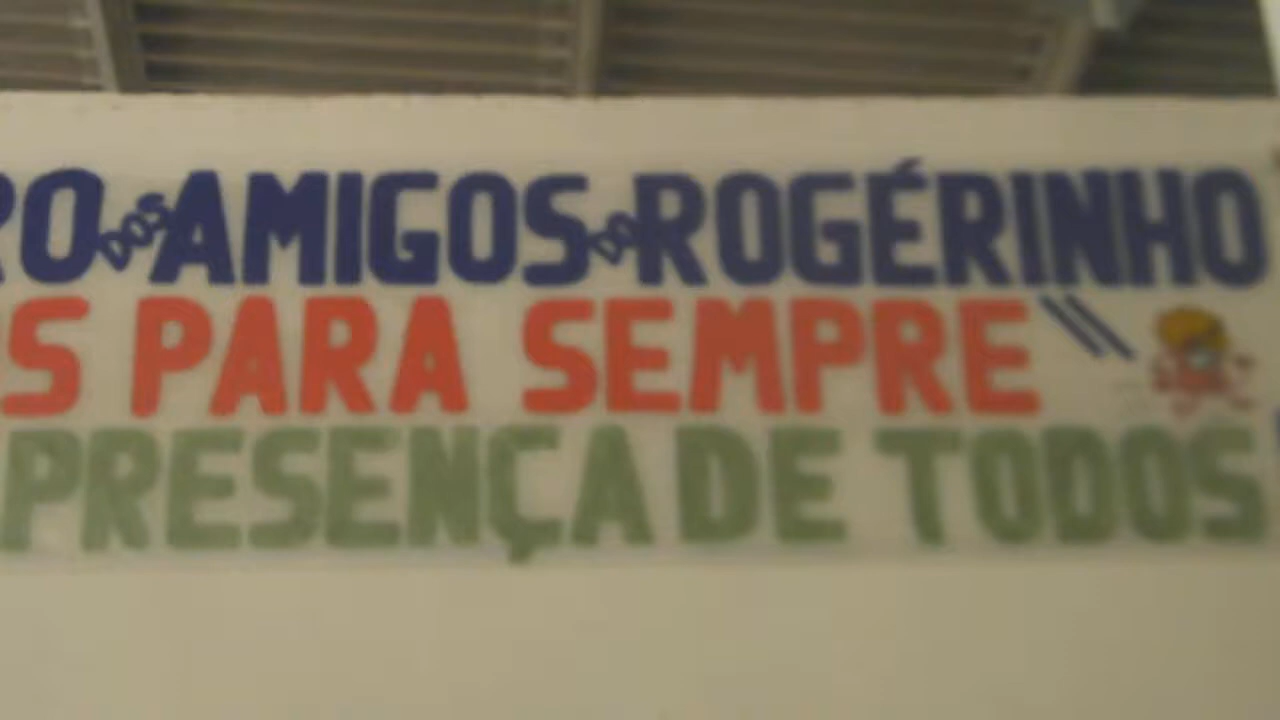 RO DOS AMIGOS DO ROGÉRINHO
S PARA SEMPRE"
PRESENÇA DE TODOS